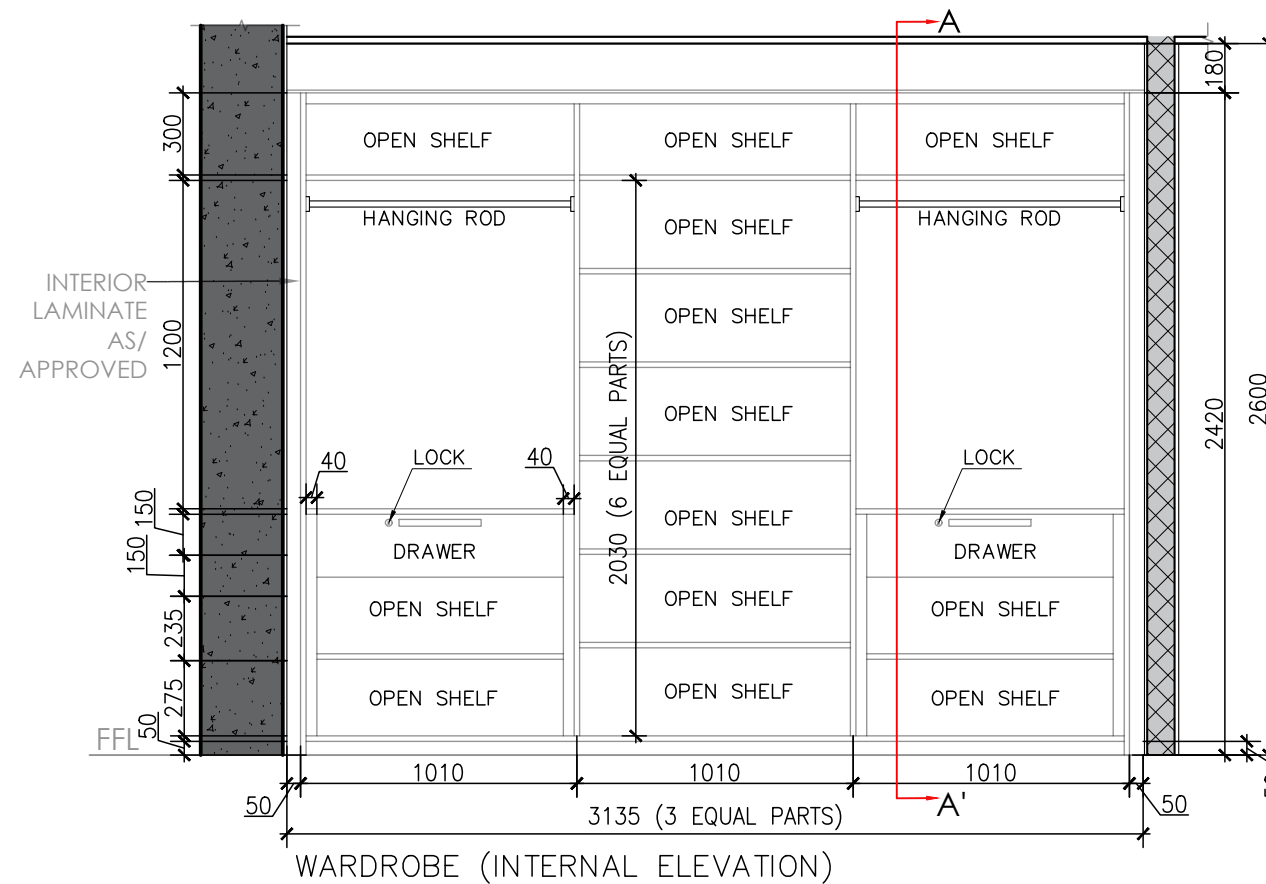 A
180
300
OPEN SHELF
OPEN SHELF
OPEN SHELF
HANGING ROD
HANGING ROD
OPEN SHELF
INTERIOR
LAMINATE
AS/
APPROVED
1200
OPEN SHELF
2030 (6 EQUAL PARTS)
OPEN SHELF
2420
2600
40
LOCK
40
LOCK
150
150
OPEN SHELF
DRAWER
DRAWER
OPEN SHELF
OPEN SHELF
OPEN SHELF
235
275
50
OPEN SHELF
OPEN SHELF
OPEN SHELF
FFL
1010
1010
1010
50
A'
50
3135 (3 EQUAL PARTS)
WARDROBE (INTERNAL ELEVATION)